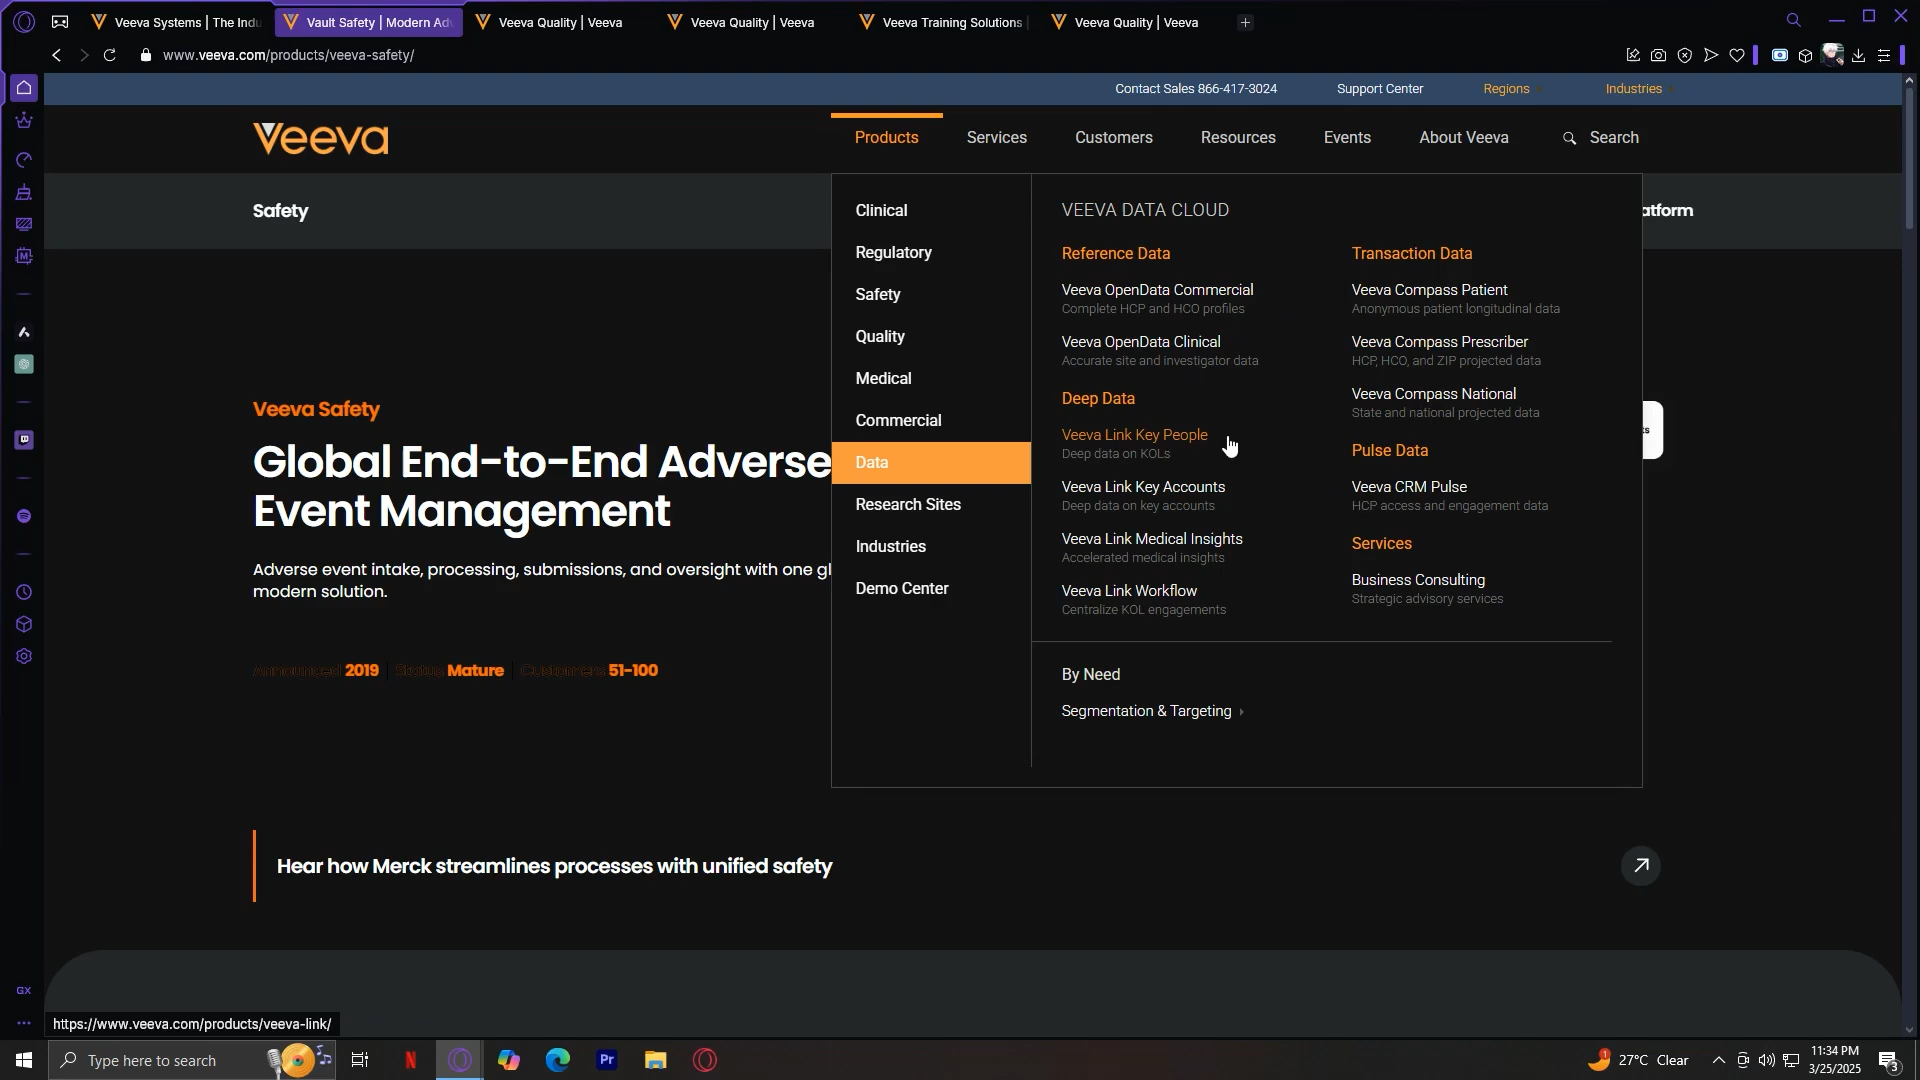 Veeva Systems | The Indu
Vault Safety | Modern Adv
Veeva Quality | Veeva
Veeva Quality | Veeva
Veeva Training Solutions
Veeva Quality | Veeva
www.veeva.com/products/veeva-safety/
Contact Sales 866-417-3024
Support Center
Regions
Industries
Veeva
Products
Services
Customers
Resources
Events
About Veeva
Search
Safety
atform
Clinical
Regulatory
Safety
Quality
Medical
Commercial
Data
Research Sites
Industries
Demo Center
VEEVA DATA CLOUD
Reference Data
Veeva OpenData Commercial
Complete HCP and HCO profiles
Veeva OpenData Clinical
Accurate site and investigator data
Deep Data
Veeva Link Key People
Deep data on KOLs
Veeva Link Key Accounts
Deep data on key accounts
Veeva Link Medical Insights
Accelerated medical insights
Veeva Link Workflow
Centralize KOL engagements
Transaction Data
Veeva Compass Patient
Anonymous patient longitudinal data
Veeva Compass Prescriber
HCP, HCO, and ZIP projected data
Veeva Compass National
State and national projected data
Pulse Data
Veeva CRM Pulse
HCP access and engagement data
Services
Business Consulting
Strategic advisory services
By Need
Segmentation & Targeting
ts
Veeva Safety
Global End-to-End Adverse
Event Management
Adverse event intake, processing, submissions, and oversight with one gl
modern solution.
Announced 2019 Status Mature Customers 51-100
Hear how Merck streamlines processes with unified safety
GX
https://www.veeva.com/products/veeva-link/
Type here to search
Pr
1
27°C Clear
11:34 PM
3/25/2025
3